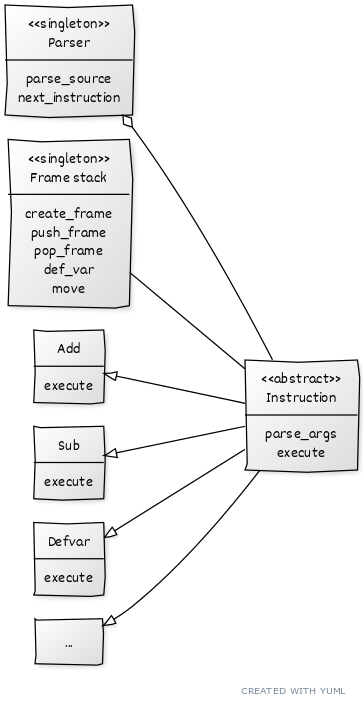 <<singleton>>
Parser
parse_source
next_instruction
<<singleton>>
Frame stack
create_frame
push_frame
pop_frame
def_var
move
Add
execute
Sub
execute
Defvar
execute
...
<<abstract>>
Instruction
parse_args
execute
CREATED WITH YUML